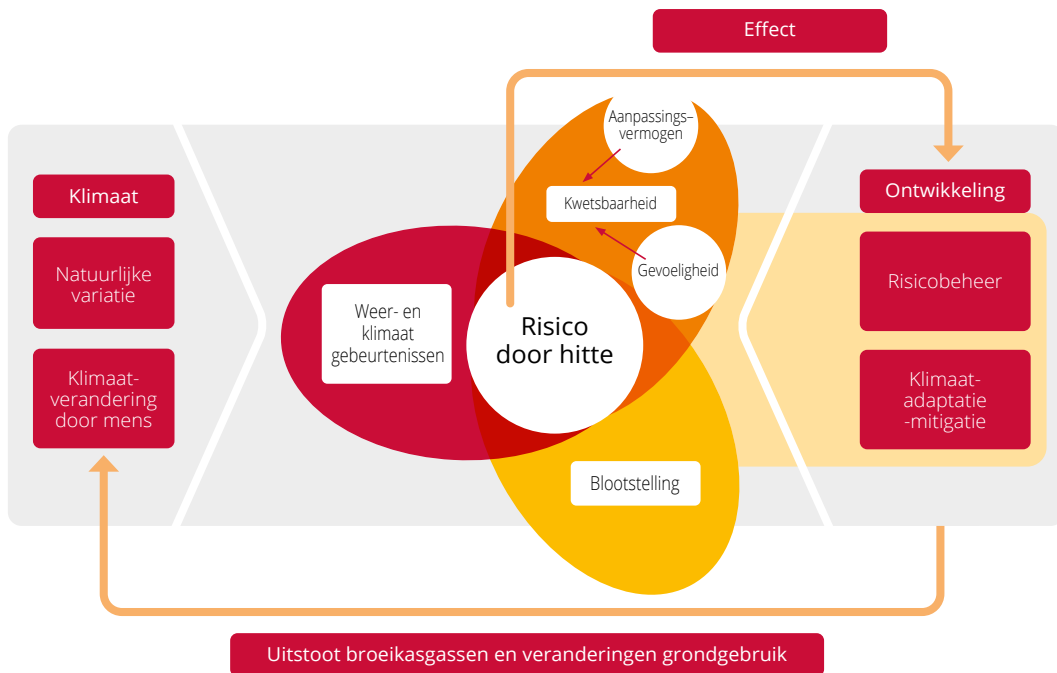 Effect
Klimaat
Natuurlijke
variatie
Klimaat-
verandering
door mens
Weer- en
klimaat
gebeurtenissen
Risico
door hitte
Aanpassings-
vermogen
Kwetsbaarheid
Gevoeligheid
Blootstelling
Ontwikkeling
Risicobeheer
Klimaat-
adaptatie
-mitigatie
Uitstoot broeikasgassen en veranderingen grondgebruik